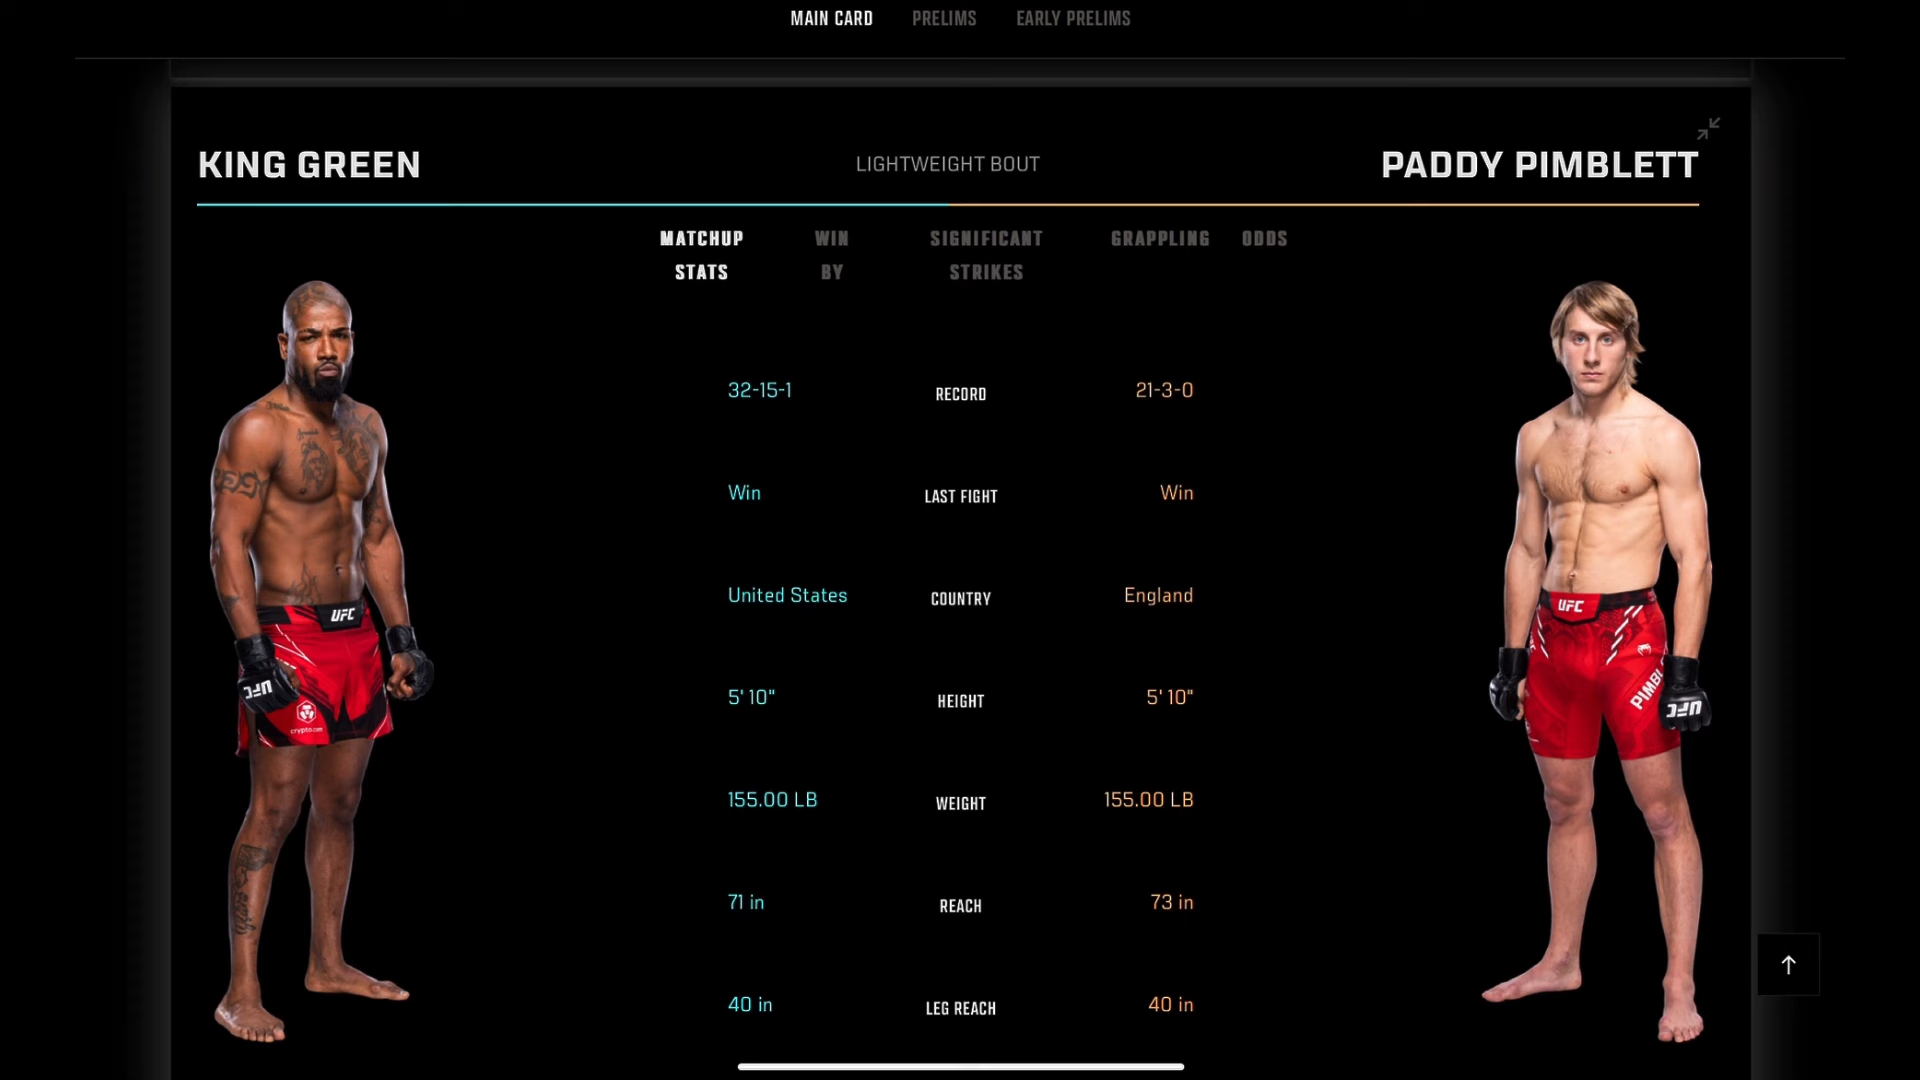 MAIN CARD PRELIMS EARLY PRELIMS
KING GREEN LIGHTWEIGHT BOUT PADDY PIMBLETT
MATCHUP STATS WIN BY SIGNIFICANT STRIKES GRAPPLING ODDS
32-15-1 RECORD 21-3-0
Win LAST FIGHT Win
United States COUNTRY England
5' 10" HEIGHT 5' 10"
155.00 LB WEIGHT 155.00 LB
71 in REACH 73 in
40 in LEG REACH 40 in
UFC
UFC
crypto.com
UFC
PIMBL
UFC